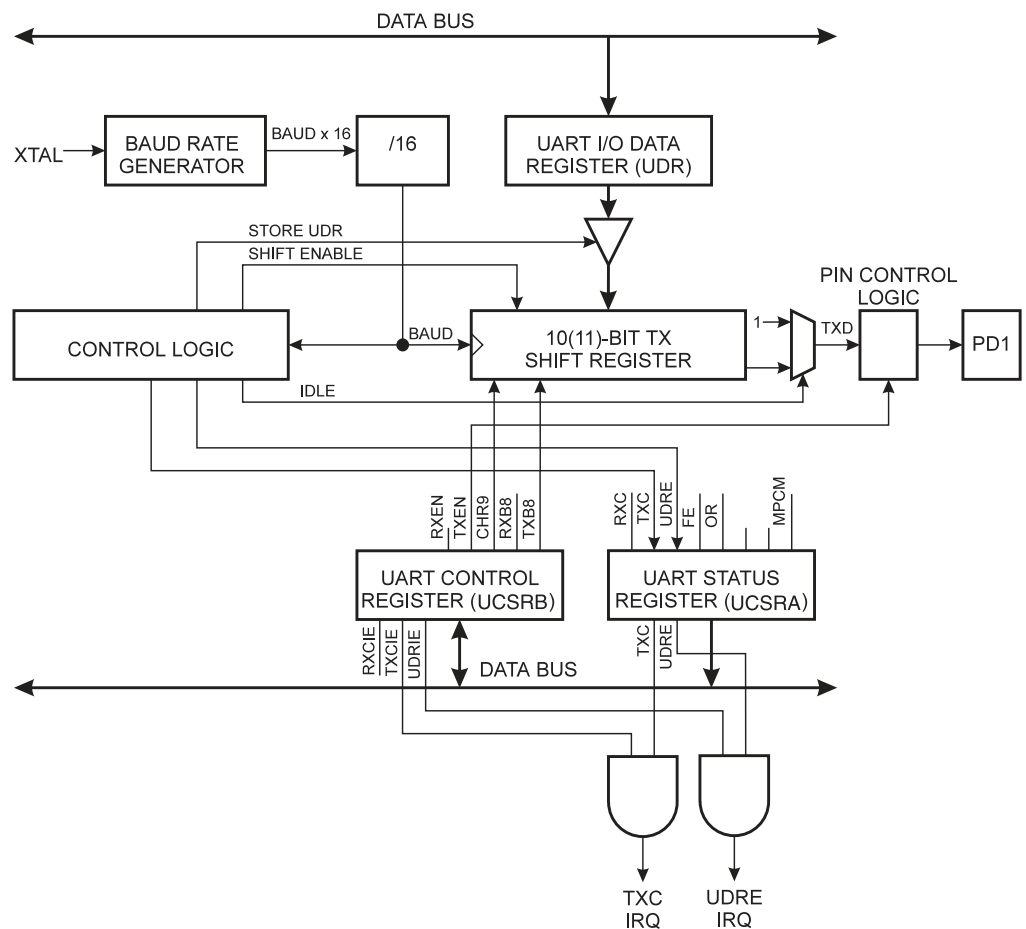 DATA BUS
XTAL
BAUD RATE
GENERATOR
BAUD x 16
/16
UART I/O DATA
REGISTER (UDR)
STORE UDR
SHIFT ENABLE
PIN CONTROL
LOGIC
CONTROL LOGIC
BAUD
10(11)-BIT TX
SHIFT REGISTER
1
TXD
PD1
IDLE
RXEN
TXEN
CHR9
RXB8
TXB8
RXC
TXC
UDRE
FE
OR
MPCM
UART CONTROL
REGISTER (UCSRB)
UART STATUS
REGISTER (UCSRA)
RXCIE
TXCIE
UDRIE
TXC
UDRE
DATA BUS
TXC
IRQ
UDRE
IRQ